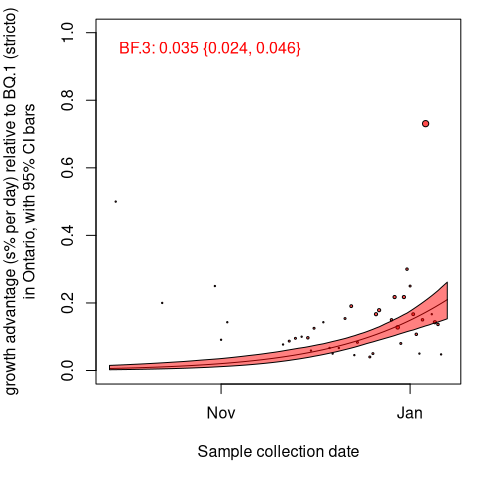 growth advantage (s% per day) relative to BQ.1 (stricto)
in Ontario, with 95% CI bars
BF.3: 0.035 {0.024, 0.046}
1.0
0.8
0.6
0.4
0.2
0.0
Nov Jan
Sample collection date